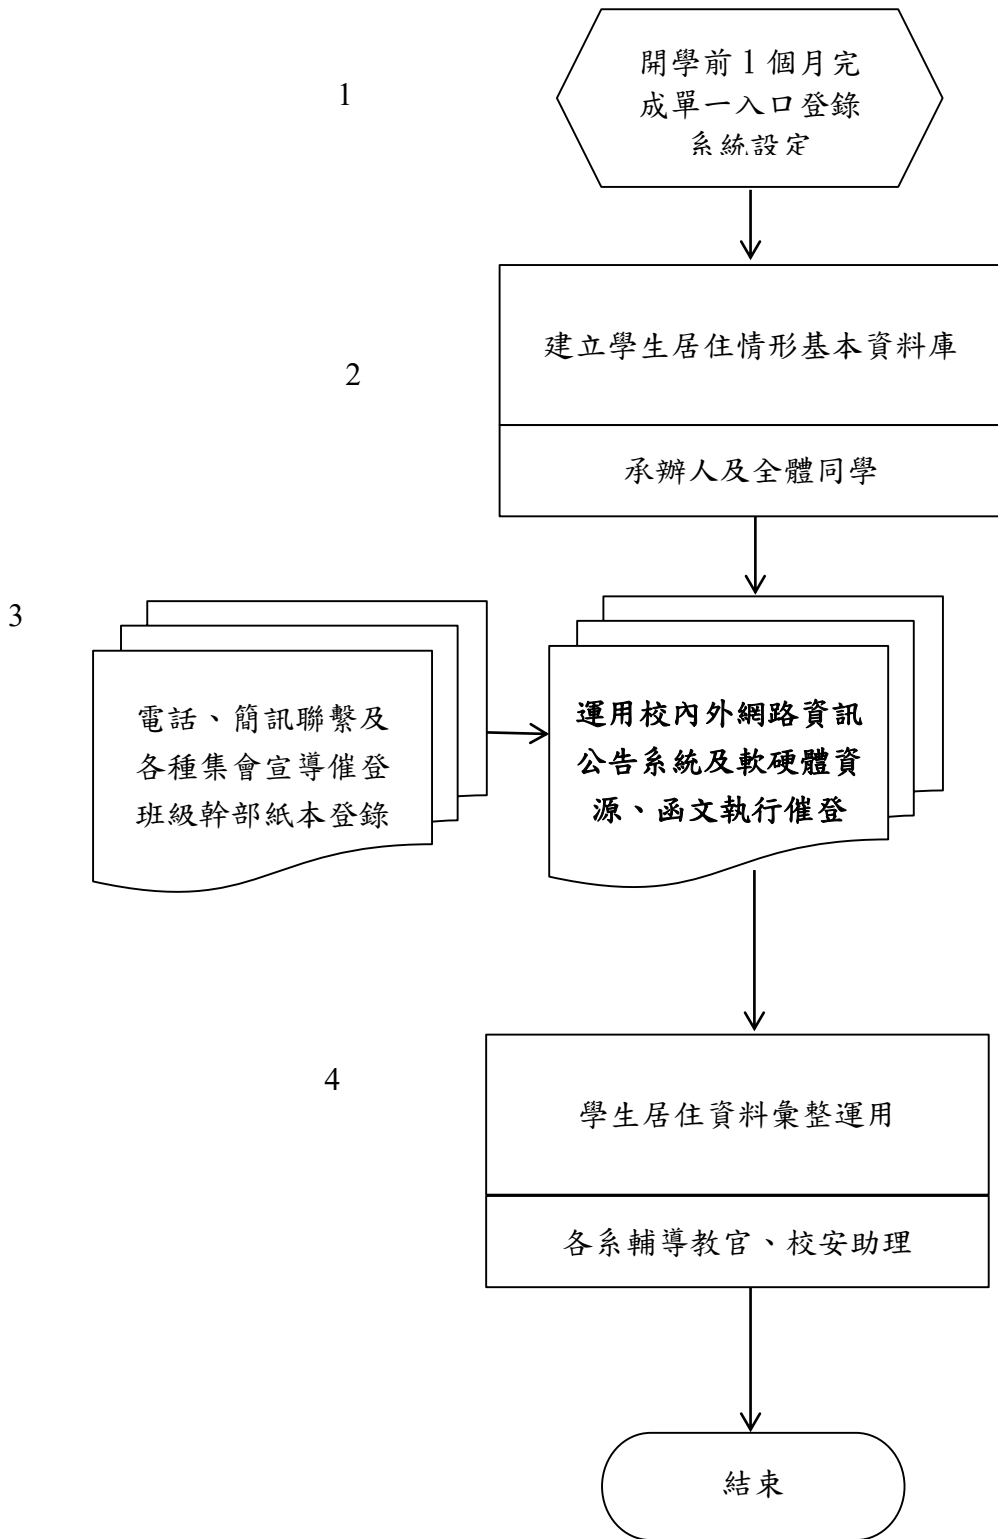 1
開學前 1 個月完
成單一入口登錄
系統設定
2
建立學生居住情形基本資料庫
承辦人及全體同學
3
電話、簡訊聯繫及
各種集會宣導催登
班級幹部紙本登錄
運用校內外網路資訊
公告系統及軟硬體資
源、函文執行催登
4
學生居住資料彙整運用
各系輔導教官、校安助理
結束